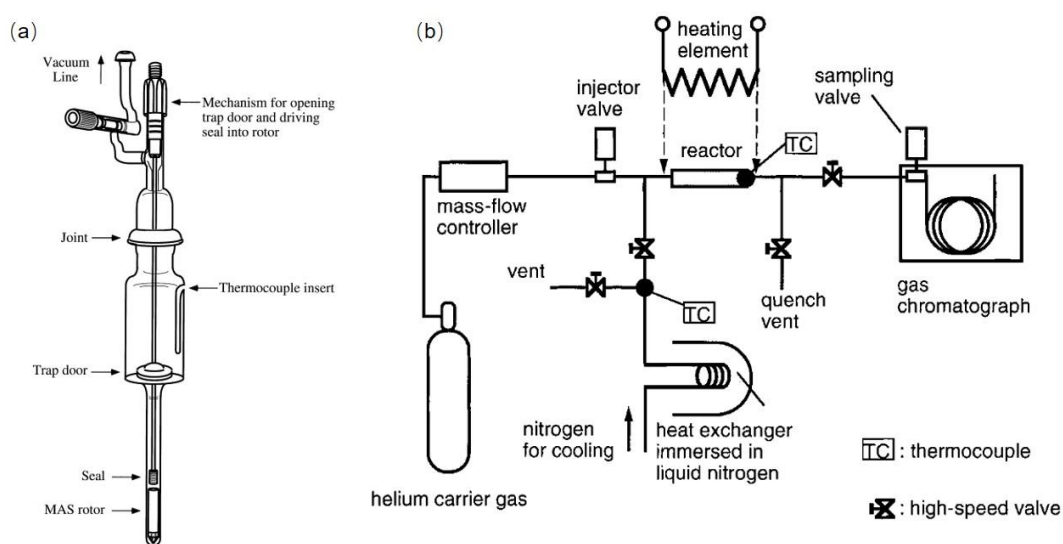 (a)
Vacuum
Line
Mechanism for opening
trap door and driving
seal into rotor
Joint
Thermocouple insert
Trap door
Seal
MAS rotor
(b)
heating
element
injector
valve
sampling
valve
TC
reactor
mass-flow
controller
vent
TC
quench
vent
gas
chromatograph
nitrogen
for cooling
heat exchanger
immersed in
liquid nitrogen
helium carrier gas
TC : thermocouple
: high-speed valve